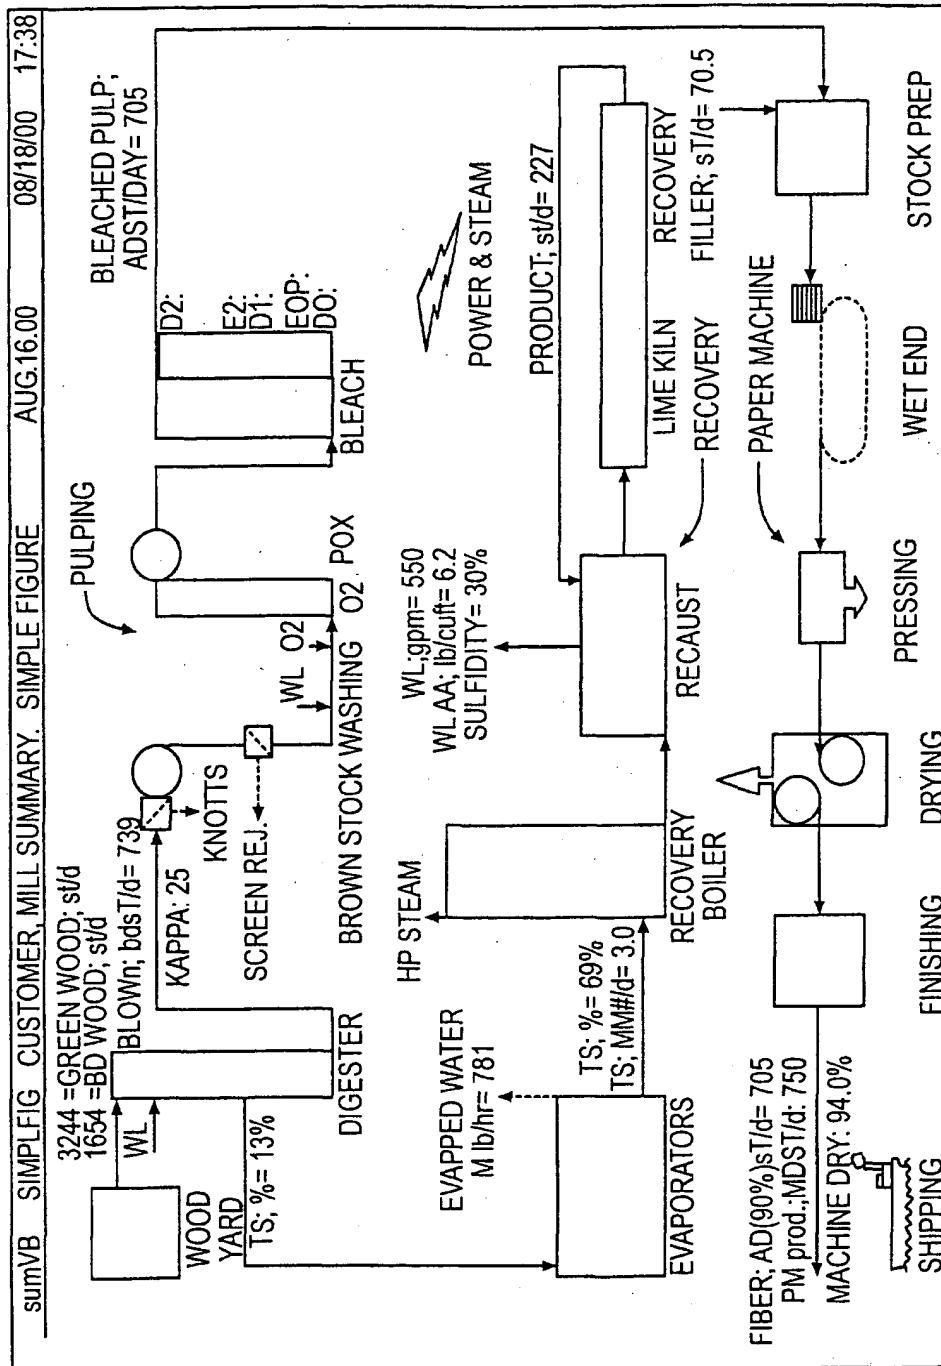 sumVB SIMPLFIG CUSTOMER, MILL SUMMARY. SIMPLE FIGURE AUG.16.00 08/18/00 17:38
3244 =GREEN WOOD; st/d
1654 =BD WOOD; st/d
BLOWn; bdsT/d= 739
KAPPA: 25
WL
WOOD
YARD
TS; %= 13%
DIGESTER
KNOTTS
SCREEN REJ.
BROWN STOCK WASHING
PULPING
WL
O2
O2
POX
BLEACH
D2:
E2:
D1:
EOP:
DO:
BLEACHED PULP;
ADST/DAY= 705
POWER & STEAM
EVAPPED WATER
M lb/hr= 781
EVAPORATORS
TS; %= 69%
TS; MM#/d= 3.0
HP STEAM
RECOVERY
BOILER
WL;gpm= 550
WL AA; lb/cuft= 6.2
SULFIDITY= 30%
RECAUST
PRODUCT; st/d= 227
LIME KILN
RECOVERY
RECOVERY
FILLER; sT/d= 70.5
PAPER MACHINE
FIBER; AD(90%)sT/d= 705
PM prod.;MDST/d: 750
MACHINE DRY: 94.0%
SHIPPING
FINISHING
DRYING
PRESSING
WET END
STOCK PREP